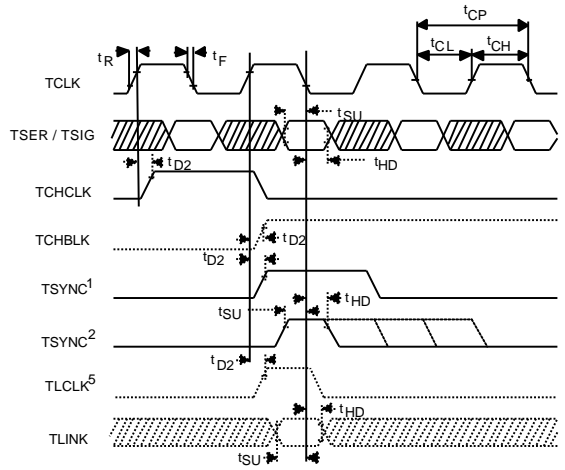 tCP
tR
tF
tCL
tCH
TCLK
tSU
TSER / TSIG
tHD
tD2
TCHCLK
TCHBLK
tD2
tD2
TSYNC1
tHD
tSU
TSYNC2
tD2
TLCLK5
tHD
TLINK
tSU